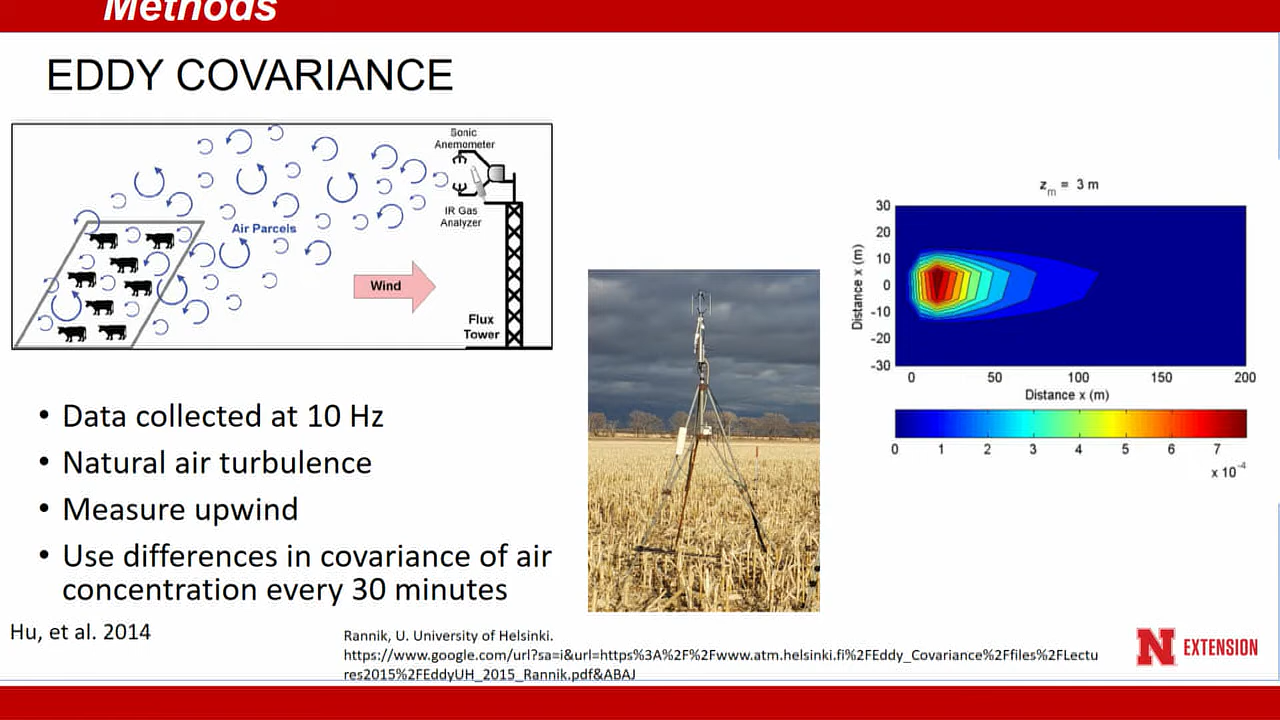 Methods
EDDY COVARIANCE
Sonic
Anemometer
IR Gas
Analyzer
Air Parcels
Wind
Flux
Tower
• Data collected at 10 Hz
• Natural air turbulence
• Measure upwind
• Use differences in covariance of air
concentration every 30 minutes
Hu, et al. 2014
zm = 3 m
30
20
10
0
-10
-20
-30
Distance x (m)
0 50 100 150 200
Distance x (m)
0 1 2 3 4 5 6 7
x 10-4
Rannik, U. University of Helsinki.
https://www.google.com/url?sa=i&url=https%3A%2F%2Fwww.atm.helsinki.fi%2FEddy_Covariance%2Ffiles%2FLectu
res2015%2FEddyUH_2015_Rannik.pdf&ABAJ
N EXTENSION